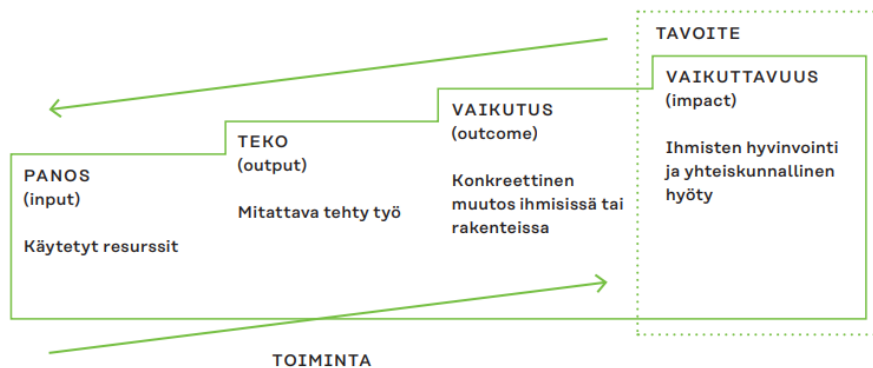 TAVOITE
VAIKUTTAVUUS
(impact)
Ihmisten hyvinvointi
ja yhteiskunnallinen
hyöty
VAIKUTUS
(outcome)
Konkreettinen
muutos ihmisissä tai
rakenteissa
TEKO
(output)
Mitattava tehty työ
PANOS
(input)
Käytetyt resurssit
TOIMINTA